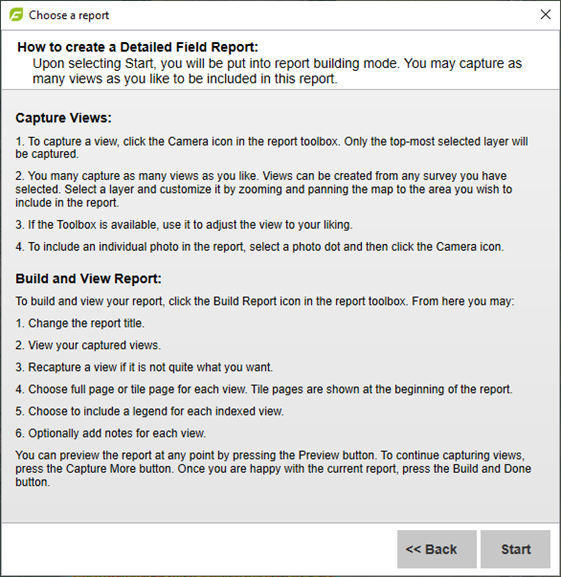 Choose a report
How to create a Detailed Field Report:
Upon selecting Start, you will be put into report building mode. You may capture as
many views as you like to be included in this report.
Capture Views:
1. To capture a view, click the Camera icon in the report toolbox. Only the top-most selected layer will
be captured.
2. You many capture as many views as you like. Views can be created from any survey you have
selected. Select a layer and customize it by zooming and panning the map to the area you wish to
include in the report.
3. If the Toolbox is available, use it to adjust the view to your liking.
4. To include an individual photo in the report, select a photo dot and then click the Camera icon.
Build and View Report:
To build and view your report, click the Build Report icon in the report toolbox. From here you may:
1. Change the report title.
2. View your captured views.
3. Recapture a view if it is not quite what you want.
4. Choose full page or tile page for each view. Tile pages are shown at the beginning of the report.
5. Choose to include a legend for each indexed view.
6. Optionally add notes for each view.
You can preview the report at any point by pressing the Preview button. To continue capturing views,
press the Capture More button. Once you are happy with the current report, press the Build and Done
button.
<< Back
Start